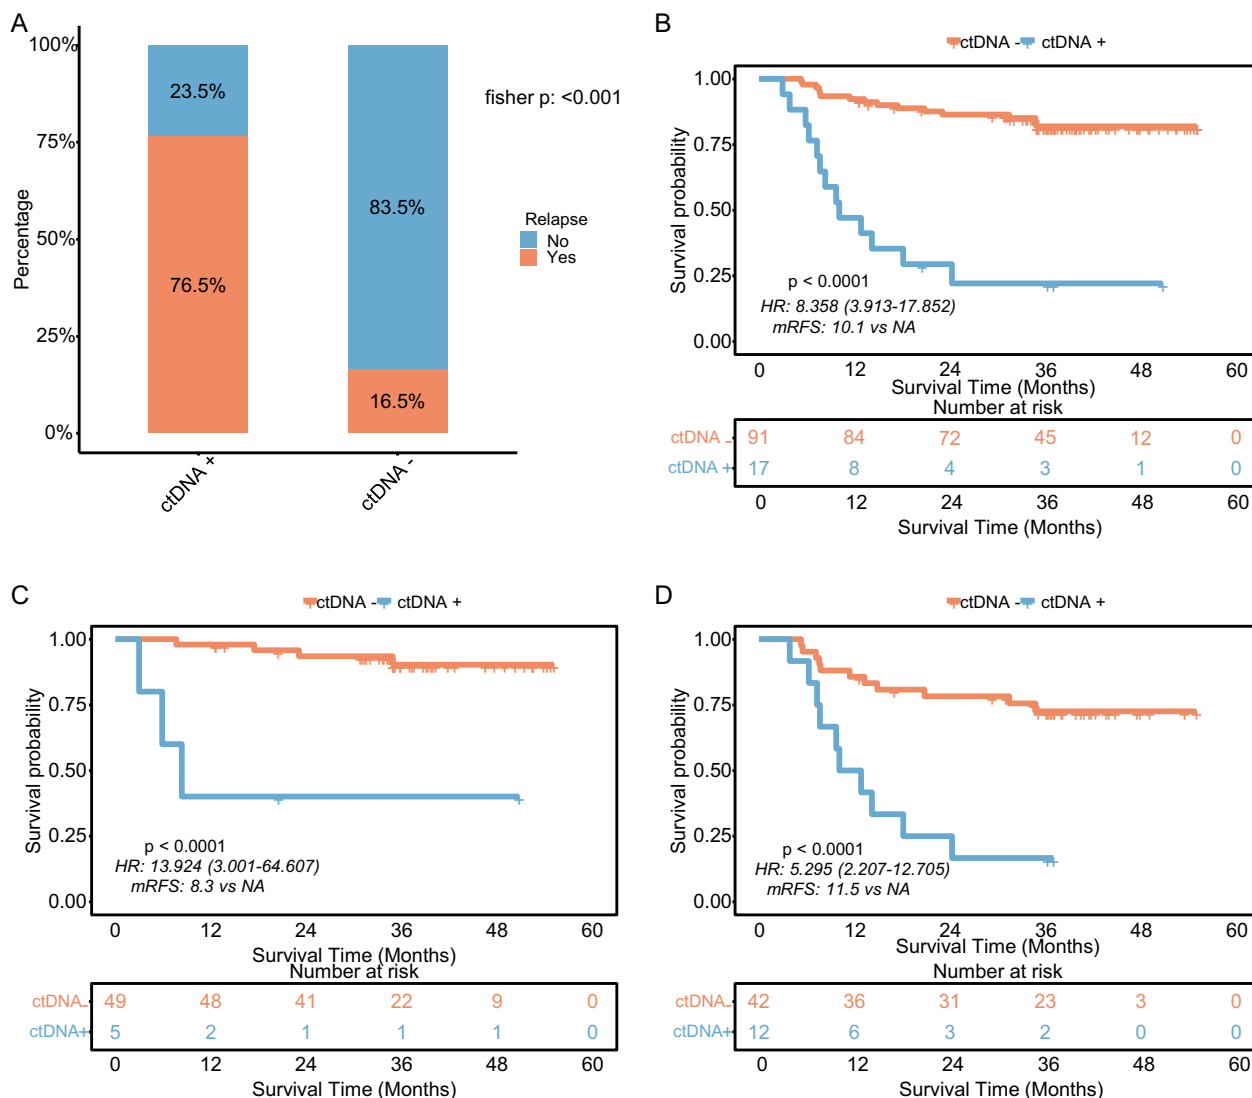 A
100%
75%
50%
25%
0%
Percentage
23.5%
76.5%
83.5%
16.5%
ctDNA +
ctDNA -
fisher p: <0.001
Relapse
No
Yes
B
ctDNA - ctDNA +
1.00
0.75
0.50
0.25
0.00
Survival probability
p < 0.0001
HR: 8.358 (3.913-17.852)
mRFS: 10.1 vs NA
0 12 24 36 48 60
Survival Time (Months)
Number at risk
ctDNA - 91 84 72 45 12 0
ctDNA + 17 8 4 3 1 0
0 12 24 36 48 60
Survival Time (Months)
C
ctDNA - ctDNA +
1.00
0.75
0.50
0.25
0.00
Survival probability
p < 0.0001
HR: 13.924 (3.001-64.607)
mRFS: 8.3 vs NA
0 12 24 36 48 60
Survival Time (Months)
Number at risk
ctDNA- 49 48 41 22 9 0
ctDNA+ 5 2 1 1 1 0
0 12 24 36 48 60
Survival Time (Months)
D
ctDNA - ctDNA +
1.00
0.75
0.50
0.25
0.00
Survival probability
p < 0.0001
HR: 5.295 (2.207-12.705)
mRFS: 11.5 vs NA
0 12 24 36 48 60
Survival Time (Months)
Number at risk
ctDNA- 42 36 31 23 3 0
ctDNA+ 12 6 3 2 0 0
0 12 24 36 48 60
Survival Time (Months)